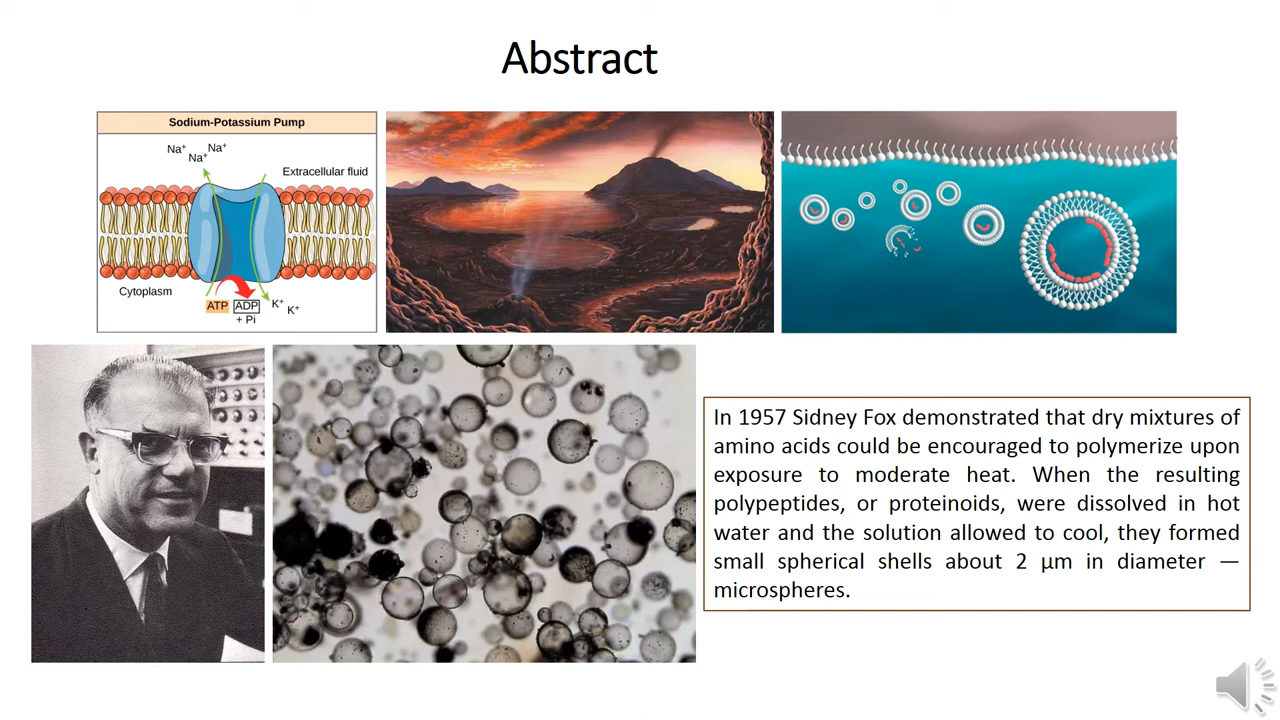 Abstract
Sodium-Potassium Pump
Na⁺ Na⁺ Na⁺
Extracellular fluid
Cytoplasm
ATP ADP K⁺ K⁺
+ Pi
In 1957 Sidney Fox demonstrated that dry mixtures of
amino acids could be encouraged to polymerize upon
exposure to moderate heat. When the resulting
polypeptides, or proteinoids, were dissolved in hot
water and the solution allowed to cool, they formed
small spherical shells about 2 μm in diameter —
microspheres.